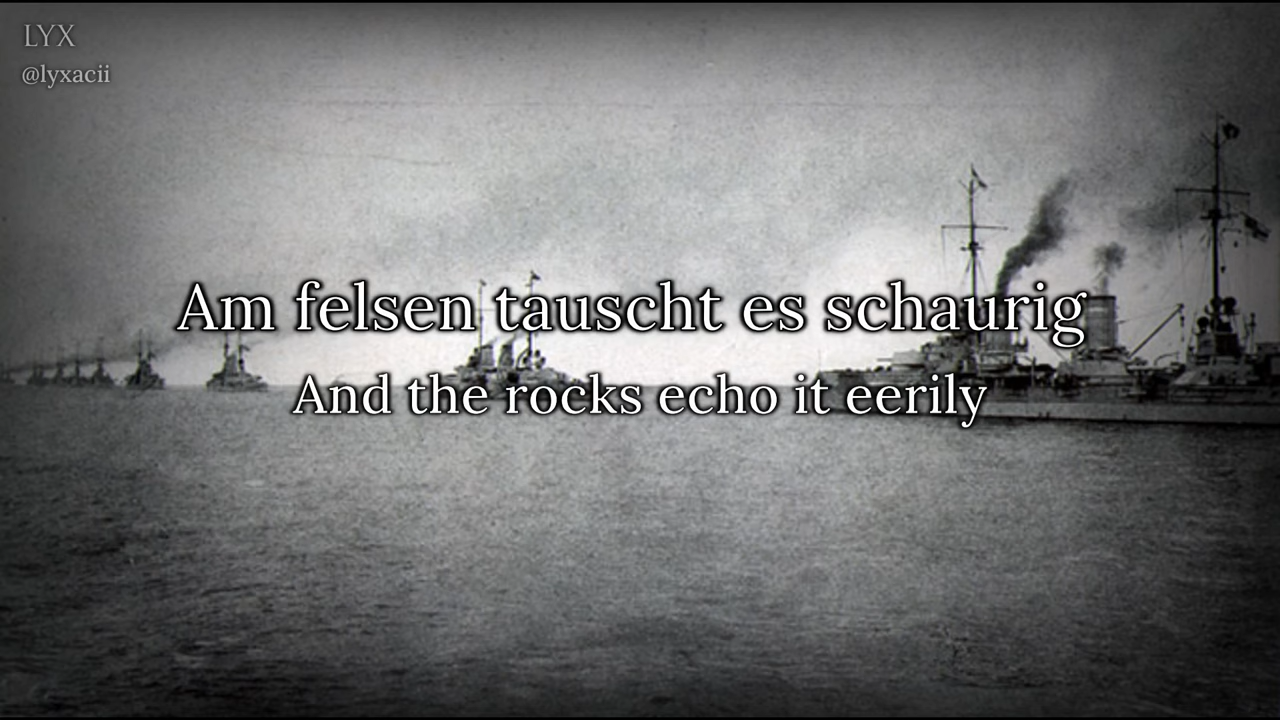 LYX
@lyxacii
Am felsen tauscht es schaurig
And the rocks echo it eerily